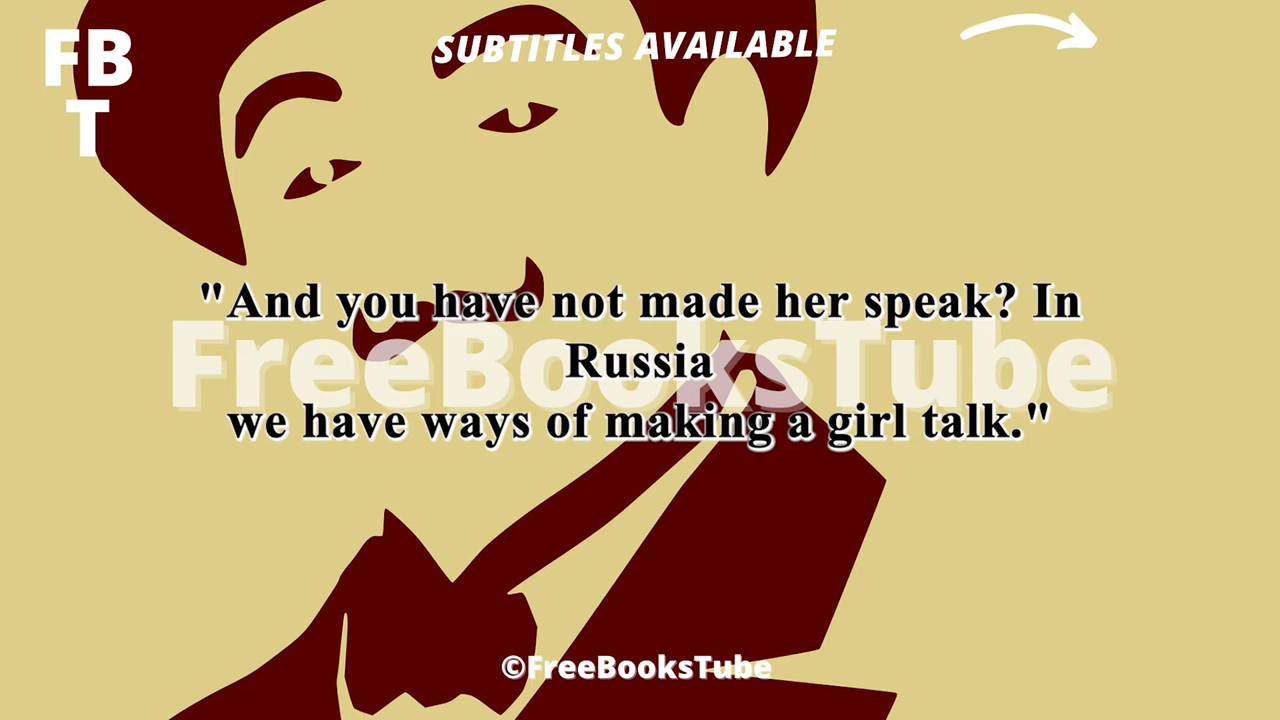 FB
T
SUBTITLES AVAILABLE
"And you have not made her speak? In
Russia
we have ways of making a girl talk."
FreeBooksTube
©FreeBooksTube